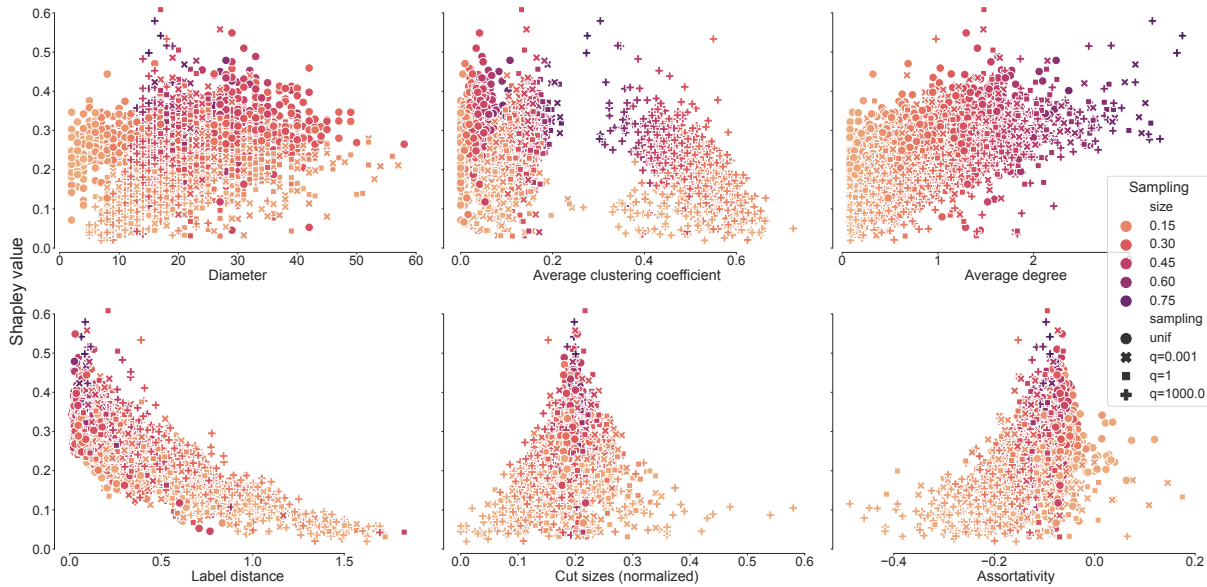 0.6
0.5
0.4
0.3
0.2
0.1
0.0
0 10 20 30 40 50 60
Diameter
0.0 0.2 0.4 0.6
Average clustering coefficient
0 1 2
Average degree
Shapley value
Sampling
size
0.15
0.30
0.45
0.60
0.75
sampling
unif
q=0.001
q=1
q=1000.0
0.6
0.5
0.4
0.3
0.2
0.1
0.0
0.0 0.5 1.0 1.5
Label distance
0.0 0.1 0.2 0.3 0.4 0.5 0.6
Cut sizes (normalized)
−0.4 −0.2 0.0 0.2
Assortativity